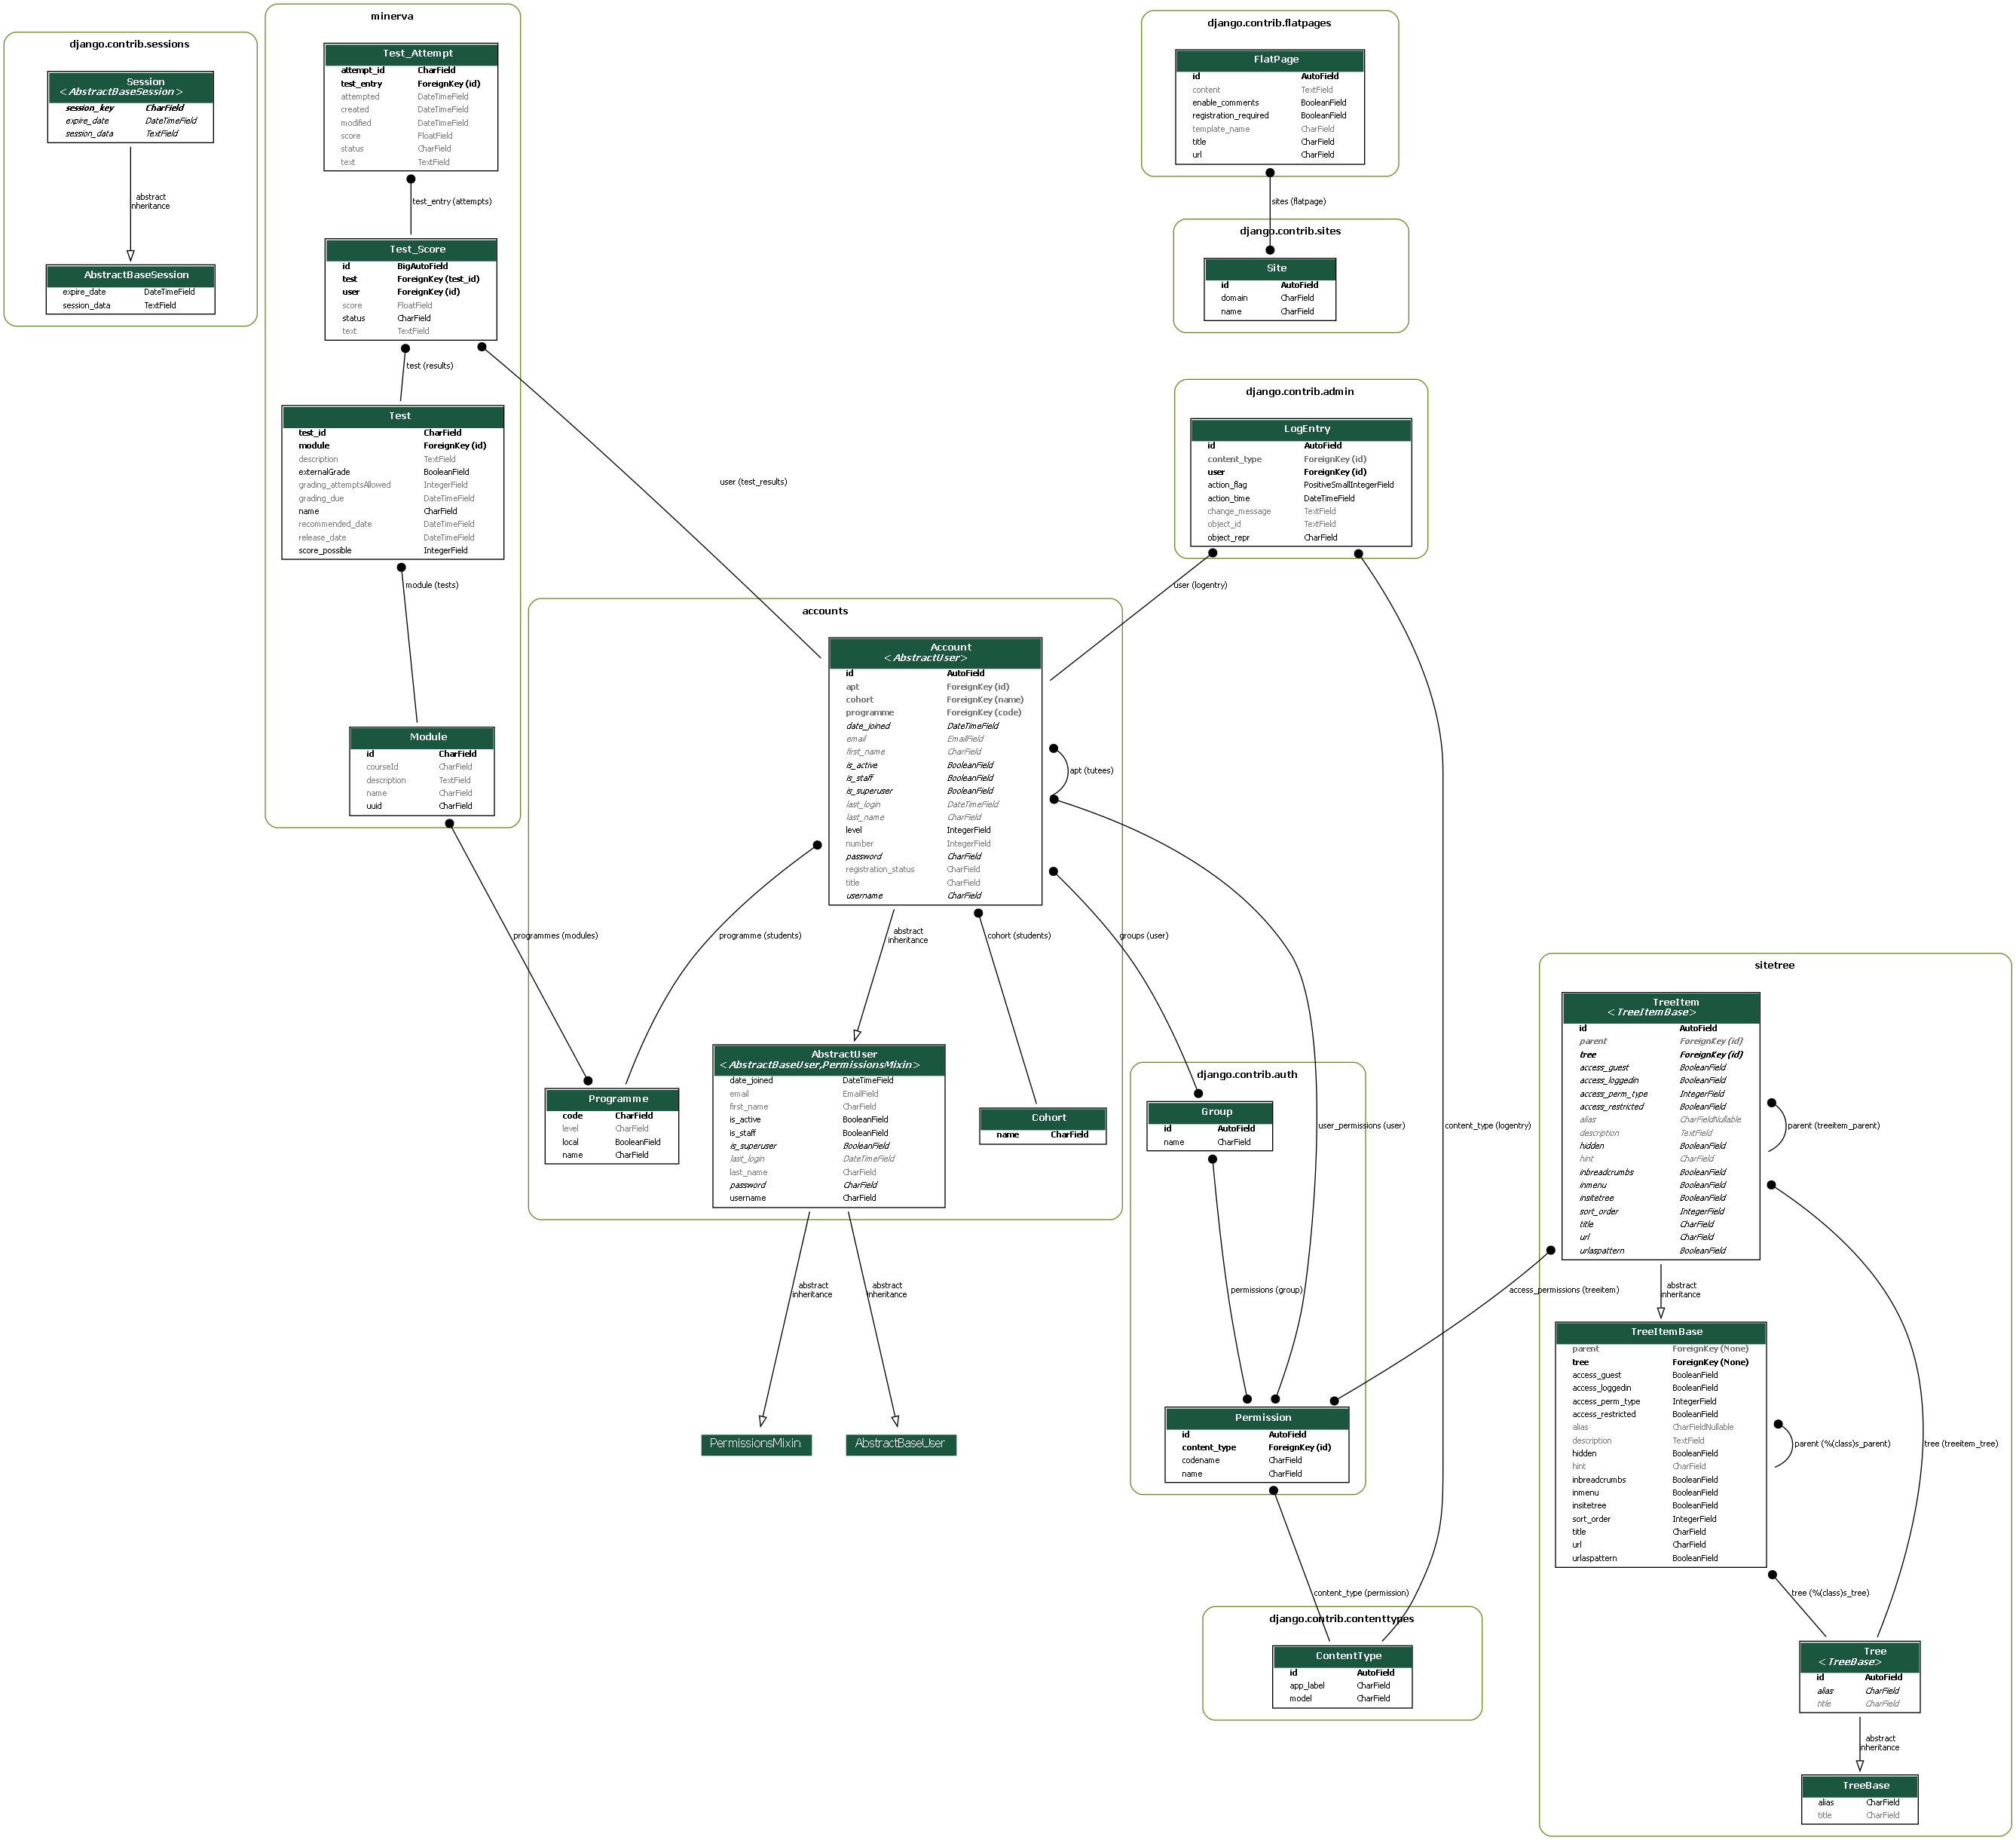 django.contrib.sessions
Session
<AbstractBaseSession>
session_key CharField
expire_date DateTimeField
session_data TextField
abstract
inheritance
AbstractBaseSession
expire_date DateTimeField
session_data TextField
minerva
Test_Attempt
attempt_id CharField
test_entry ForeignKey (id)
attempted DateTimeField
created DateTimeField
modified DateTimeField
score FloatField
status CharField
text TextField
test_entry (attempts)
Test_Score
id BigAutoField
test ForeignKey (test_id)
user ForeignKey (id)
score FloatField
status CharField
text TextField
test (results)
user (test_results)
Test
test_id CharField
module ForeignKey (id)
description TextField
externalGrade BooleanField
grading_attemptsAllowed IntegerField
grading_due DateTimeField
name CharField
recommended_date DateTimeField
release_date DateTimeField
score_possible IntegerField
module (tests)
Module
id CharField
courseId CharField
description TextField
name CharField
uuid CharField
programmes (modules)
django.contrib.flatpages
FlatPage
id AutoField
content TextField
enable_comments BooleanField
registration_required BooleanField
template_name CharField
title CharField
url CharField
sites (flatpage)
django.contrib.sites
Site
id AutoField
domain CharField
name CharField
django.contrib.admin
LogEntry
id AutoField
content_type ForeignKey (id)
user ForeignKey (id)
action_flag PositiveSmallIntegerField
action_time DateTimeField
change_message TextField
object_id TextField
object_repr CharField
user (logentry)
content_type (logentry)
accounts
Account
<AbstractUser>
id AutoField
apt ForeignKey (id)
cohort ForeignKey (name)
programme ForeignKey (code)
date_joined DateTimeField
email EmailField
first_name CharField
is_active BooleanField
is_staff BooleanField
is_superuser BooleanField
last_login DateTimeField
last_name CharField
level IntegerField
number IntegerField
password CharField
registration_status CharField
title CharField
username CharField
apt (tutees)
programme (students)
abstract
inheritance
cohort (students)
groups (user)
user_permissions (user)
Programme
code CharField
level CharField
local BooleanField
name CharField
AbstractUser
<AbstractBaseUser,PermissionsMixin>
date_joined DateTimeField
email EmailField
first_name CharField
is_active BooleanField
is_staff BooleanField
is_superuser BooleanField
last_login DateTimeField
last_name CharField
password CharField
username CharField
Cohort
name CharField
abstract
inheritance
abstract
inheritance
PermissionsMixin
AbstractBaseUser
django.contrib.auth
Group
id AutoField
name CharField
permissions (group)
Permission
id AutoField
content_type ForeignKey (id)
codename CharField
name CharField
content_type (permission)
django.contrib.contenttypes
ContentType
id AutoField
app_label CharField
model CharField
sitetree
TreeItem
<TreeItemBase>
id AutoField
parent ForeignKey (id)
tree ForeignKey (id)
access_guest BooleanField
access_loggedin BooleanField
access_perm_type IntegerField
access_restricted BooleanField
alias CharFieldNullable
description TextField
hidden BooleanField
hint CharField
inbreadcrumbs BooleanField
inmenu BooleanField
insitetree BooleanField
sort_order IntegerField
title CharField
url CharField
urlaspattern BooleanField
parent (treeitem_parent)
access_permissions (treeitem)
abstract
inheritance
TreeItemBase
parent ForeignKey (None)
tree ForeignKey (None)
access_guest BooleanField
access_loggedin BooleanField
access_perm_type IntegerField
access_restricted BooleanField
alias CharFieldNullable
description TextField
hidden BooleanField
hint CharField
inbreadcrumbs BooleanField
inmenu BooleanField
insitetree BooleanField
sort_order IntegerField
title CharField
url CharField
urlaspattern BooleanField
parent (%(class)s_parent)
tree (treeitem_tree)
tree (%(class)s_tree)
Tree
<TreeBase>
id AutoField
alias CharField
title CharField
abstract
inheritance
TreeBase
alias CharField
title CharField